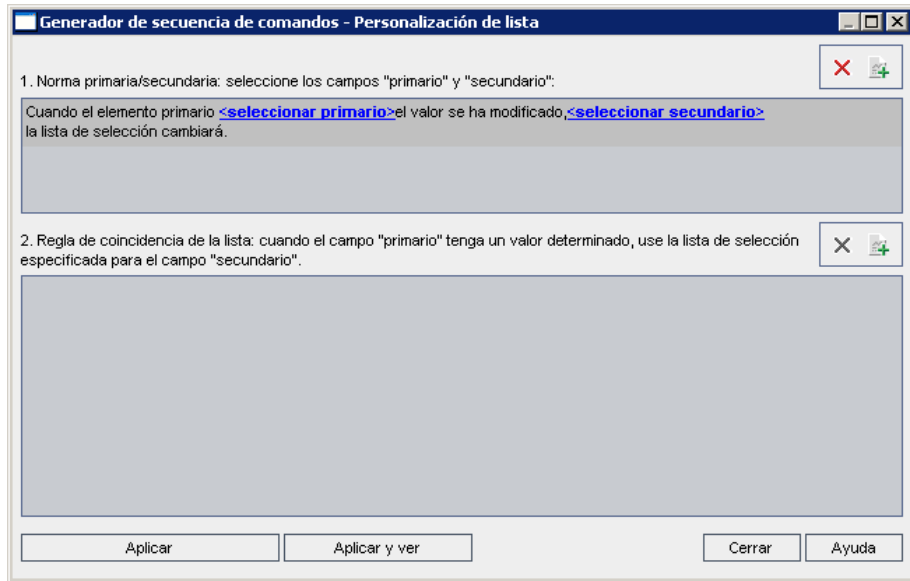 Generador de secuencia de comandos - Personalización de lista
1. Norma primaria/secundaria: seleccione los campos "primario" y "secundario":
Cuando el elemento primario <seleccionar primario>el valor se ha modificado,<seleccionar secundario>
la lista de selección cambiará.
2. Regla de coincidencia de la lista: cuando el campo "primario" tenga un valor determinado, use la lista de selección
especificada para el campo "secundario".
Aplicar Aplicar y ver Cerrar Ayuda